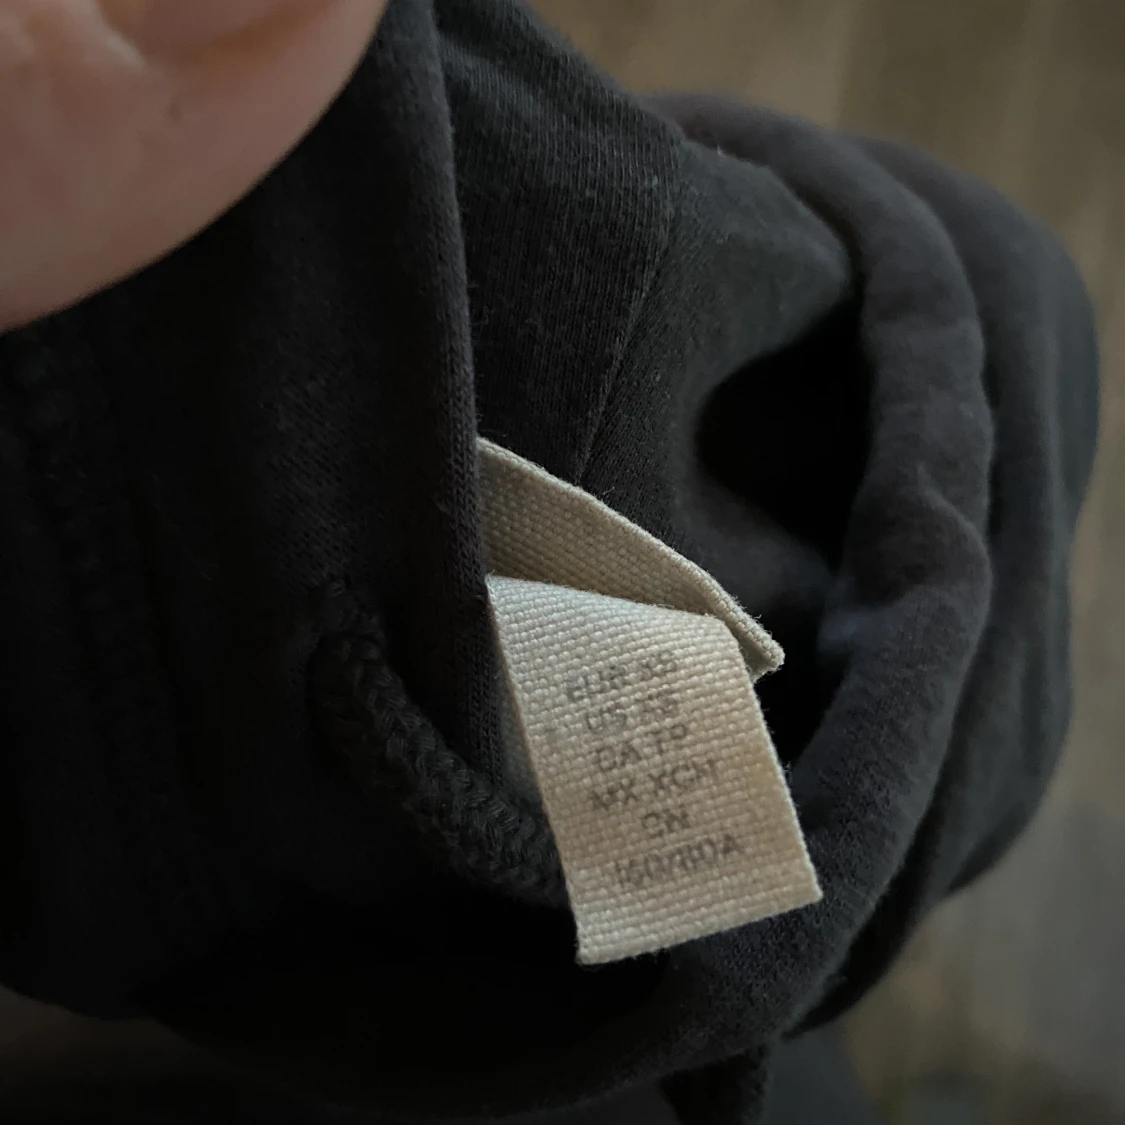 EUR XS
US XS
CA TP
MX XCH
CN
160/80A